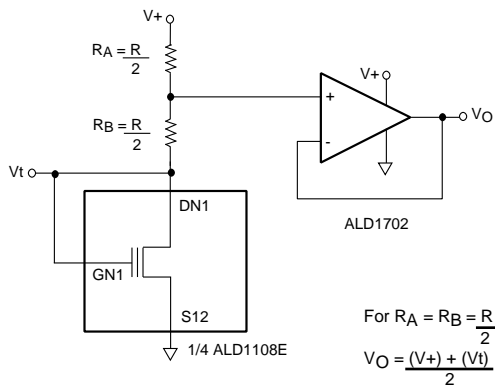 V+
RA = R
2
V+
+
RB = R
2
-
VO
Vt
DN1
ALD1702
GN1
S12
For RA = RB = R
2
1/4 ALD1108E
VO = (V+) + (Vt)
2